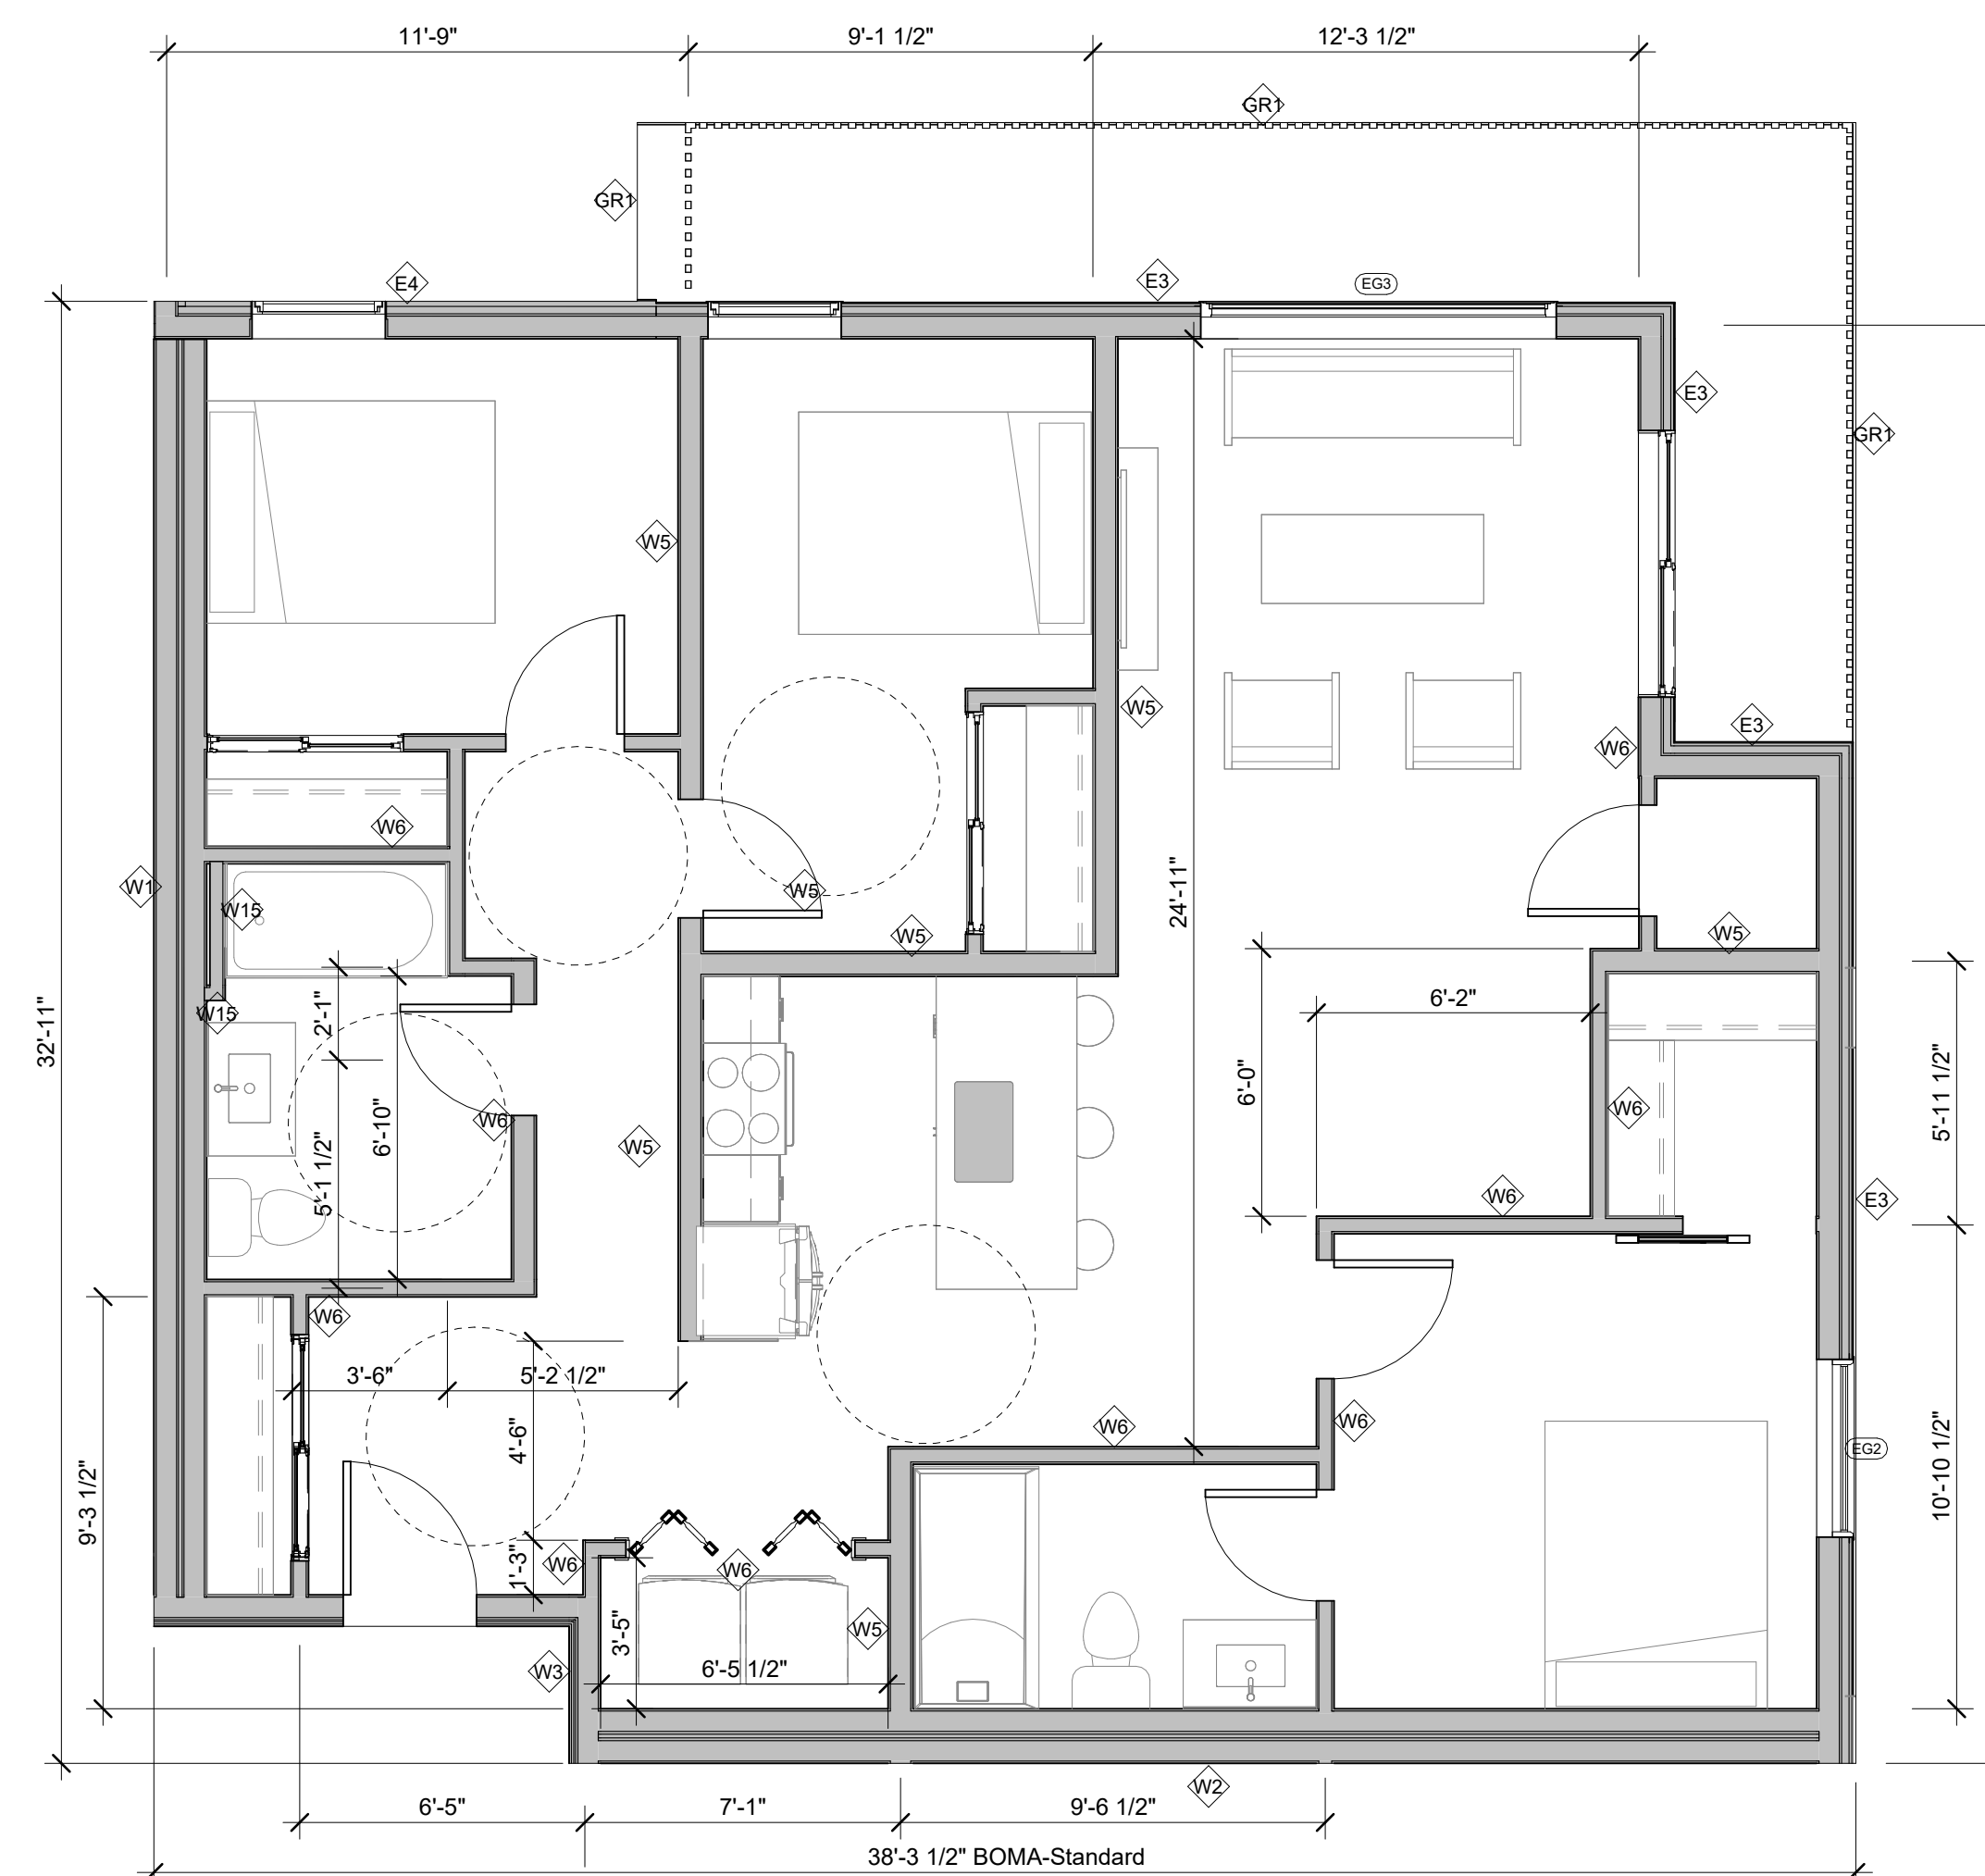 11'-9"
9'-1 1/2"
12'-3 1/2"
GR1
GR1
E4
E3
EG3
E3
GR1
W5
W5
E3
W6
W6
W1
W5
W15
W5
W5
24'-11"
6'-2"
2'-1"
W15
32'-11"
6'-0"
5'-11 1/2"
6'-10"
W6
W6
W5
5'-1 1/2"
W6
E3
W6
3'-6"
5'-2 1/2"
4'-6"
W6
W6
EG2
10'-10 1/2"
9'-3 1/2"
1'-3"
W6
W6
3'-5"
W5
W3
6'-5 1/2"
W2
6'-5"
7'-1"
9'-6 1/2"
38'-3 1/2" BOMA-Standard